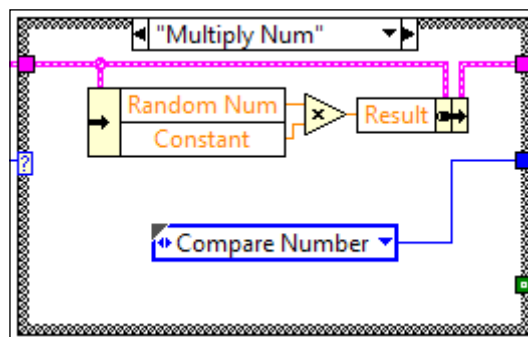 "Multiply Num"
Random Num
Constant
Result
?
Compare Number